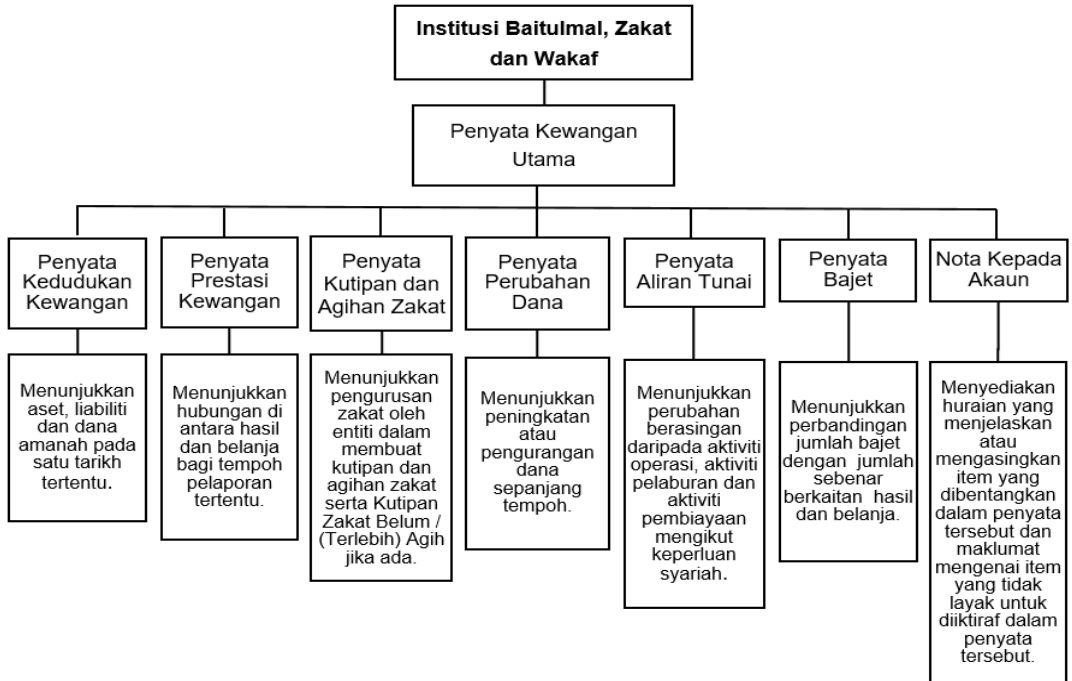 Institusi Baitulmal, Zakat
dan Wakaf
Penyata Kewangan
Utama
Penyata
Kedudukan
Kewangan
Penyata
Prestasi
Kewangan
Penyata
Kutipan dan
Agihan Zakat
Penyata
Perubahan
Dana
Penyata
Aliran Tunai
Penyata
Bajet
Nota Kepada
Akaun
Menunjukkan
aset, liabiliti
dan dana
amanah pada
satu tarikh
tertentu.
Menunjukkan
hubungan di
antara hasil
dan belanja
bagi tempoh
pelaporan
tertentu.
Menunjukkan
pengurusan
zakat oleh
entiti dalam
membuat
kutipan dan
agihan zakat
serta Kutipan
Zakat Belum /
(Terlebih) Agih
jika ada.
Menunjukkan
peningkatan
atau
pengurangan
dana
sepanjang
tempoh.
Menunjukkan
perubahan
berasingan
daripada aktiviti
operasi, aktiviti
pelaburan dan
aktiviti
pembiayaan
mengikut
keperluan
syariah.
Menunjukkan
perbandingan
jumlah bajet
dengan jumlah
sebenar
berkaitan hasil
dan belanja.
Menyediakan
huraian yang
menjelaskan
atau
mengasingkan
item yang
dibentangkan
dalam penyata
tersebut dan
maklumat
mengenai item
yang tidak
layak untuk
diiktiraf dalam
penyata
tersebut.